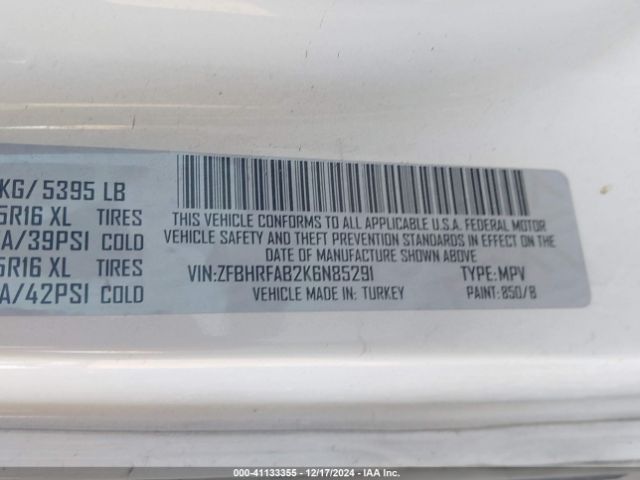 KG/ 5395 LB
5R16 XL TIRES
A/39PSI COLD
5R16 XL TIRES
A/42PSI COLD
THIS VEHICLE CONFORMS TO ALL APPLICABLE U.S.A. FEDERAL MOTOR
VEHICLE SAFETY AND THEFT PREVENTION STANDARDS IN EFFECT ON THE
DATE OF MANUFACTURE SHOWN ABOVE
VIN:ZFBHRFAB2K6N85291 TYPE: MPV
VEHICLE MADE IN: TURKEY PAINT: 850/B
000-41133355 • 12/17/2024 • IAA Inc.